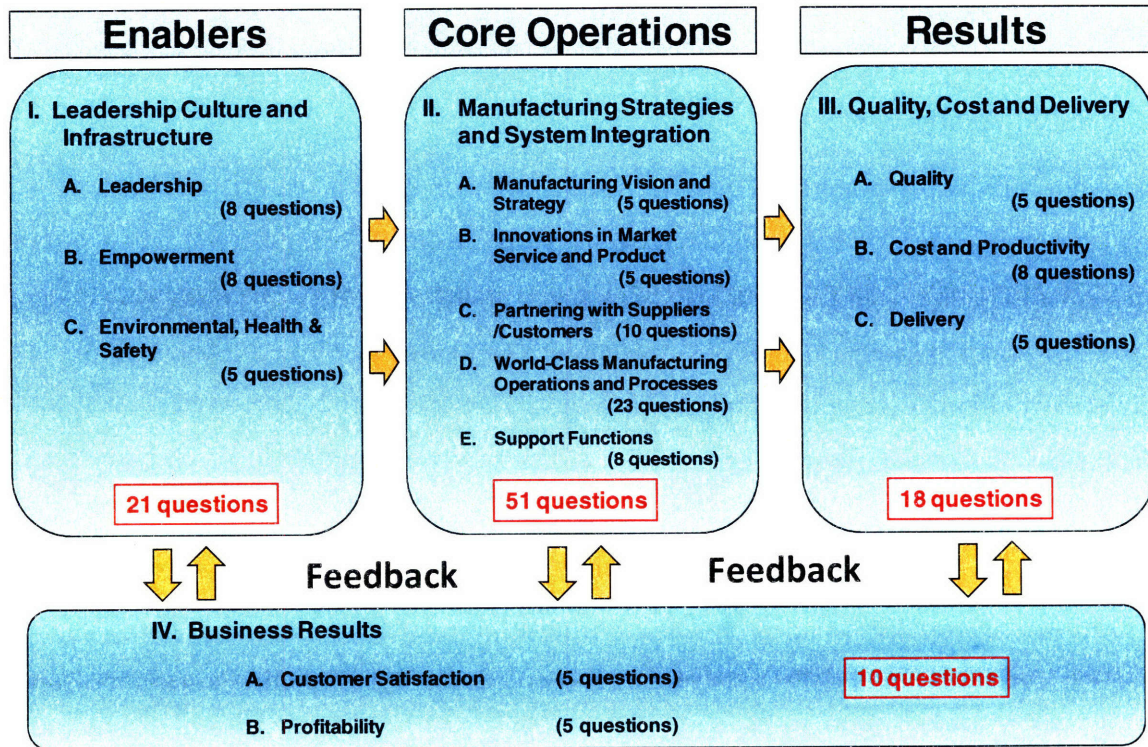 Enablers
Core Operations
Results
I. Leadership Culture and
Infrastructure
A. Leadership
(8 questions)
B. Empowerment
(8 questions)
C. Environmental, Health &
Safety
(5 questions)
21 questions
II. Manufacturing Strategies
and System Integration
A. Manufacturing Vision and
Strategy (5 questions)
B. Innovations in Market
Service and Product
(5 questions)
C. Partnering with Suppliers
/Customers (10 questions)
D. World-Class Manufacturing
Operations and Processes
(23 questions)
E. Support Functions
(8 questions)
51 questions
III. Quality, Cost and Delivery
A. Quality
(5 questions)
B. Cost and Productivity
(8 questions)
C. Delivery
(5 questions)
18 questions
Feedback
Feedback
IV. Business Results
A. Customer Satisfaction (5 questions)
B. Profitability (5 questions)
10 questions